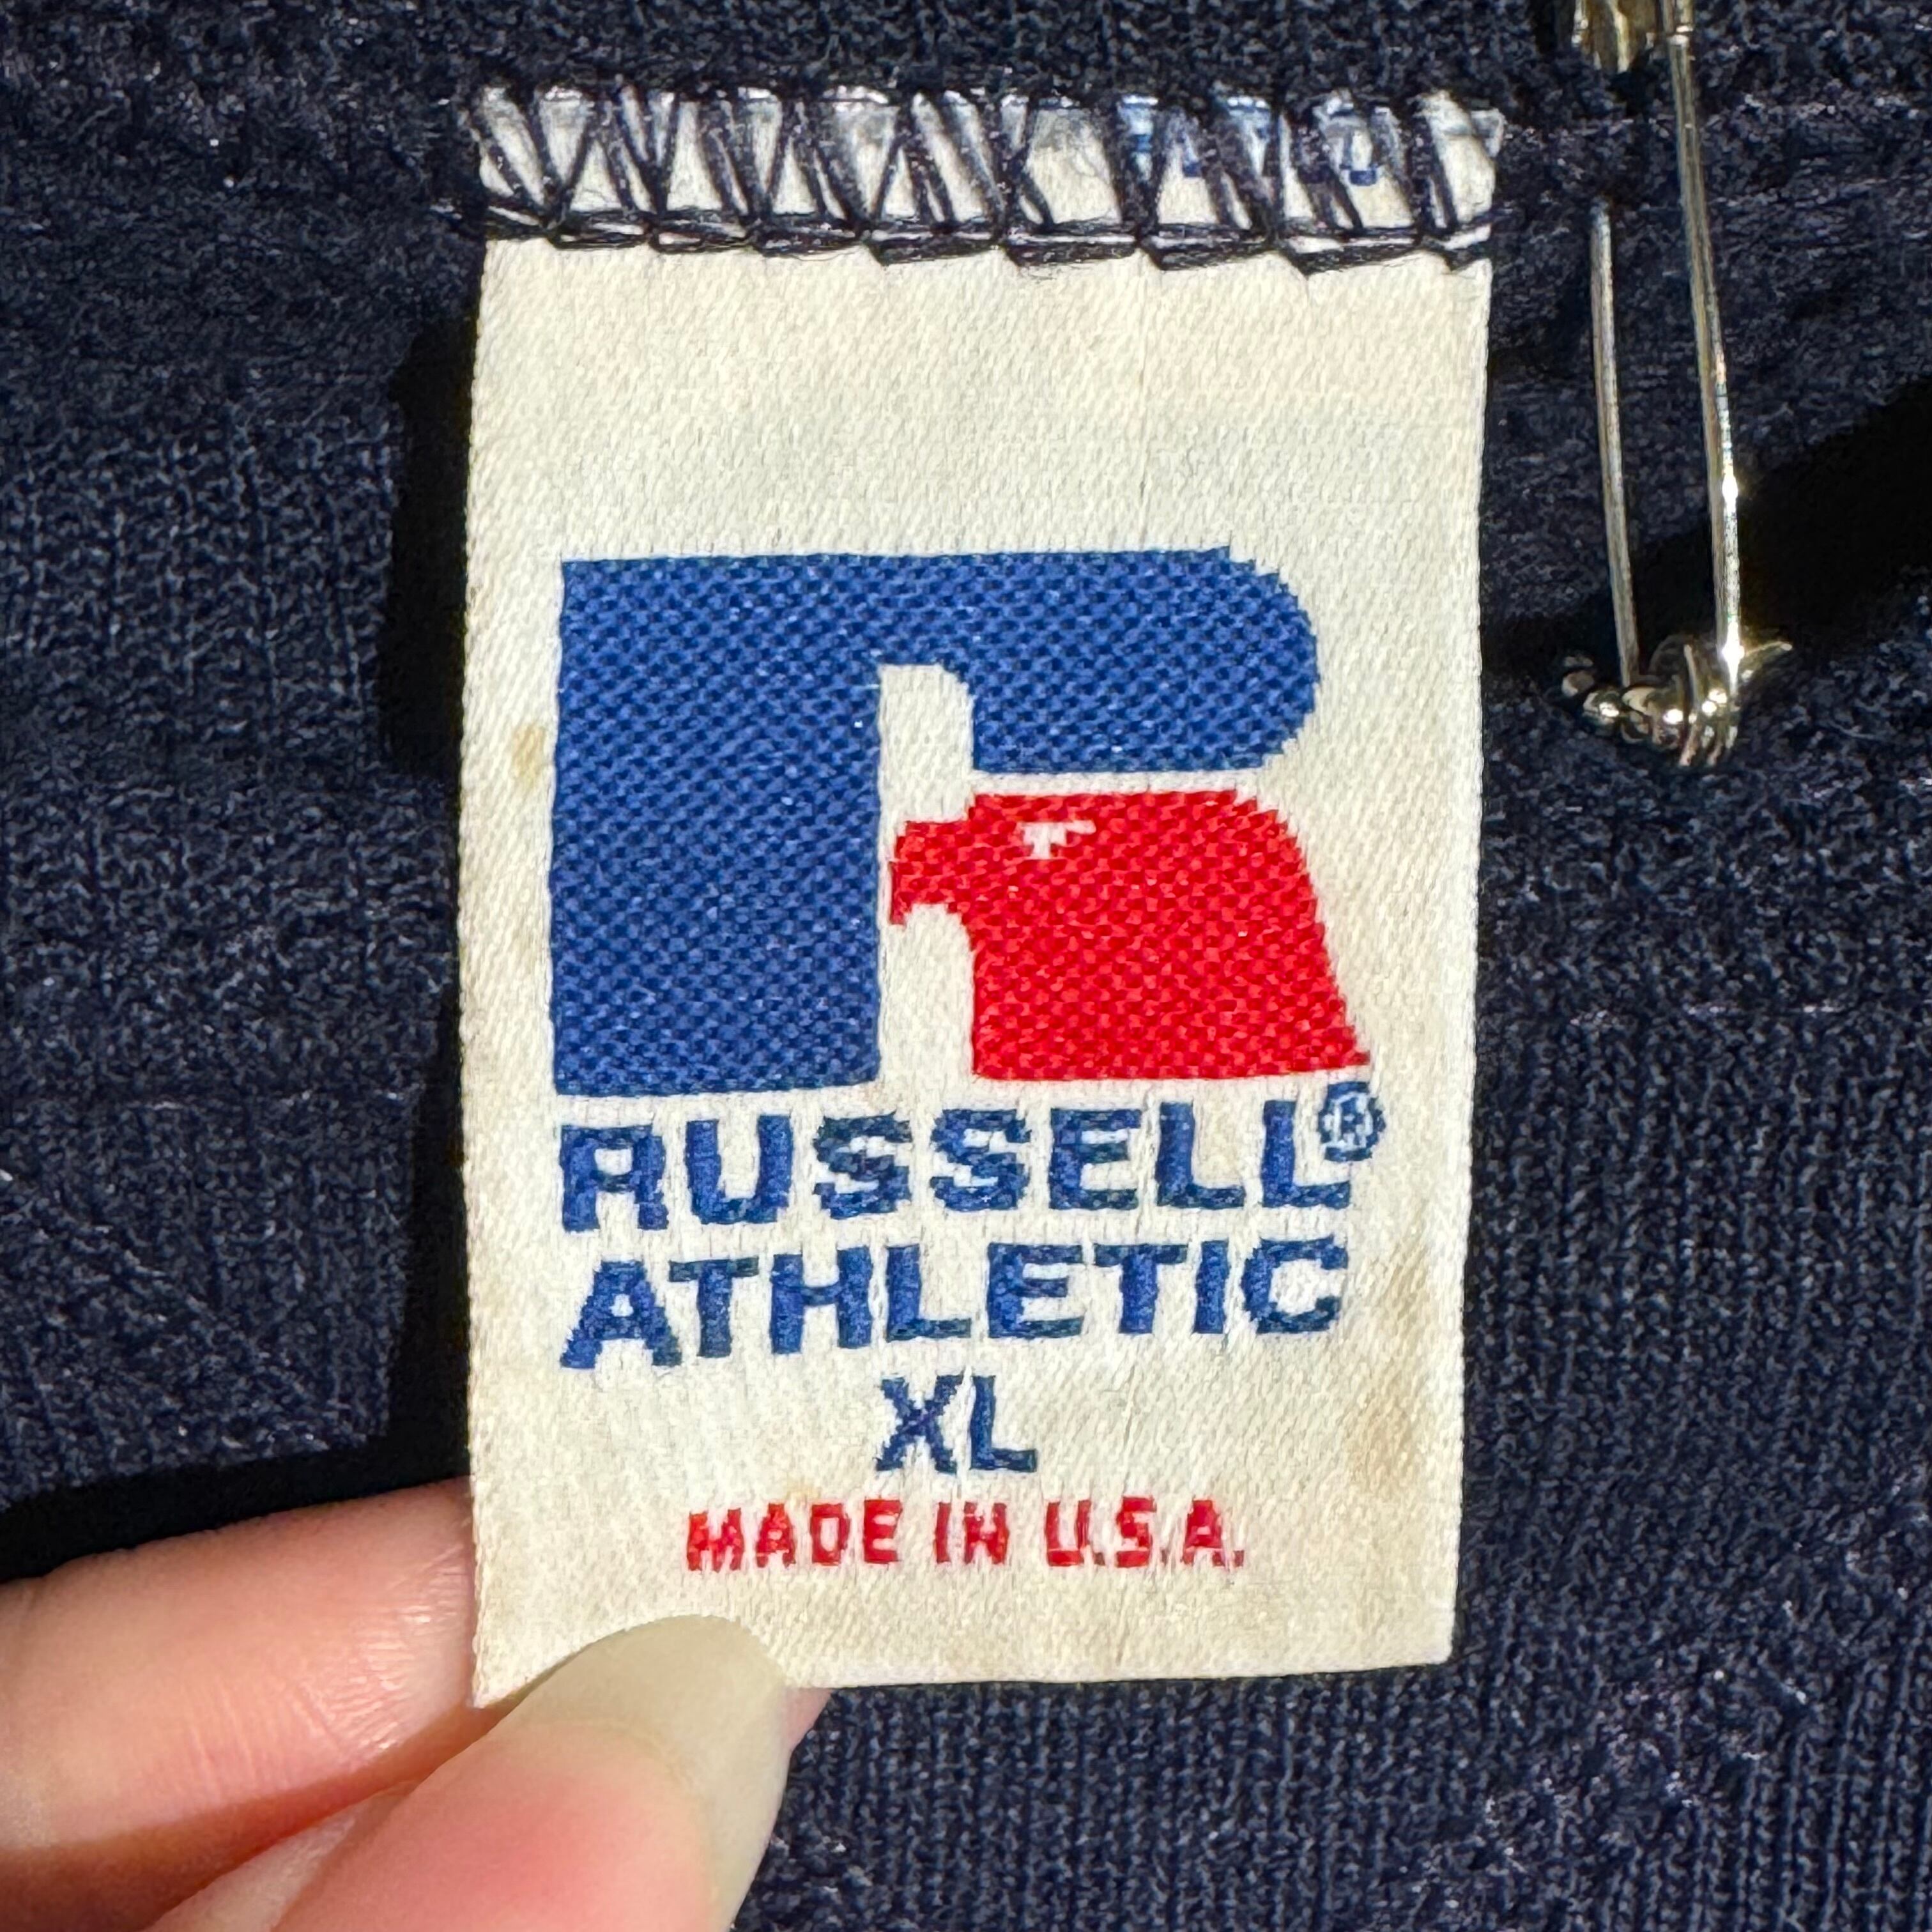 RUSSELL®
ATHLETIC
XL
MADE IN U.S.A.